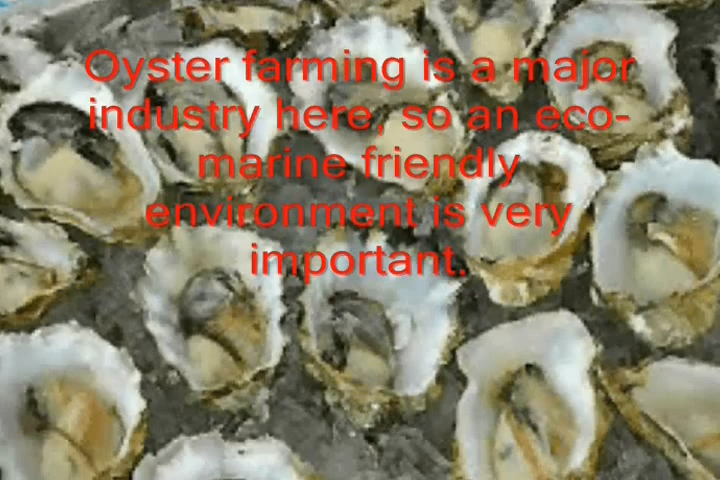 Oyster farming is a major
industry here, so an eco-
marine friendly
environment is very
important.